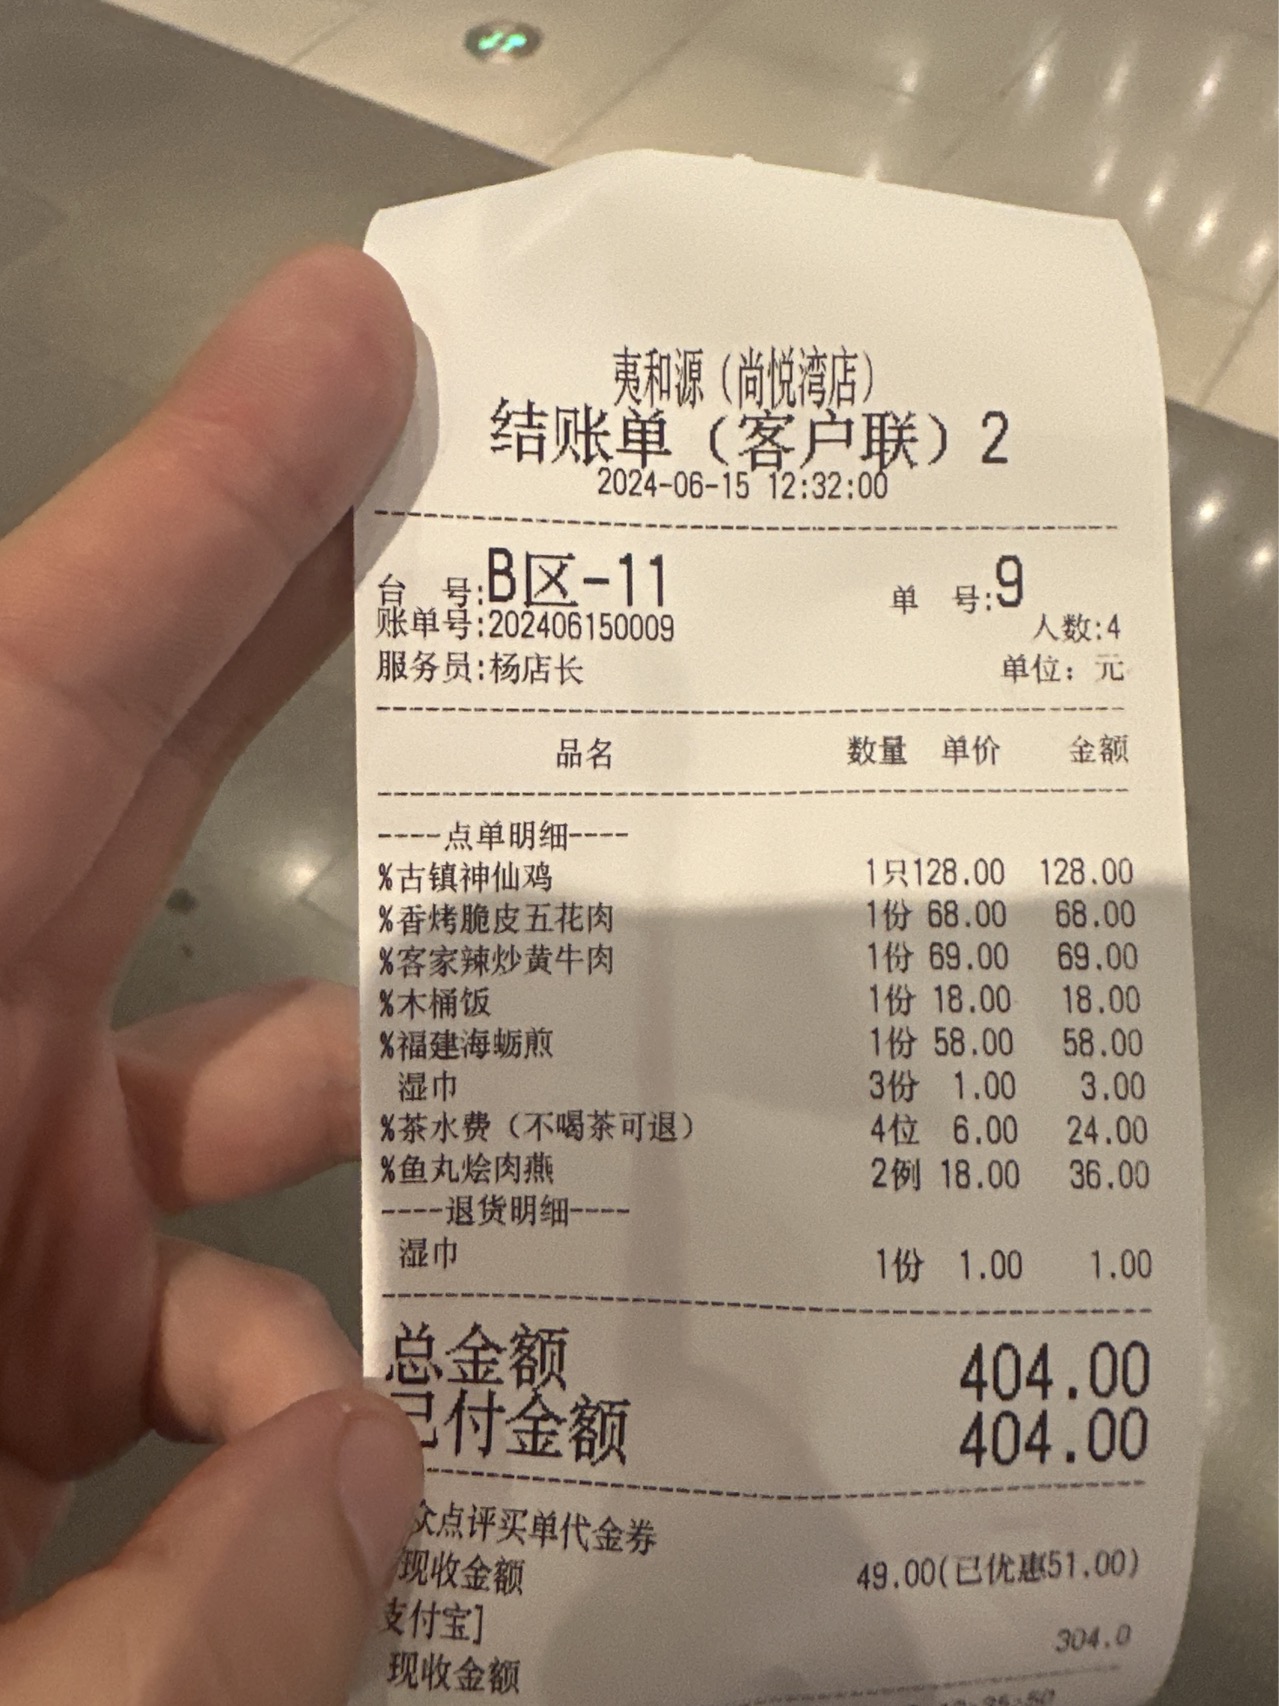 夷和源（尚悦湾店）
结账单（客户联）2
2024-06-15 12:32:00
台 号:B区-11 单 号:9
账单号:202406150009 人数:4
服务员:杨店长 单位：元
品名 数量 单价 金额
----点单明细----
%古镇神仙鸡 1只128.00 128.00
%香烤脆皮五花肉 1份 68.00 68.00
%客家辣炒黄牛肉 1份 69.00 69.00
%木桶饭 1份 18.00 18.00
%福建海蛎煎 1份 58.00 58.00
湿巾 3份 1.00 3.00
%茶水费（不喝茶可退） 4位 6.00 24.00
%鱼丸烩肉燕 2例 18.00 36.00
----退货明细----
湿巾 1份 1.00 1.00
总金额 404.00
已付金额 404.00
众点评买单代金券
现收金额 49.00(已优惠51.00)
支付宝]
现收金额 304.0